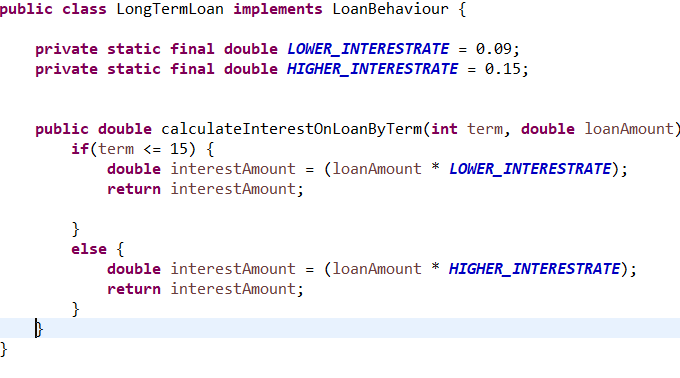 public class LongTermLoan implements LoanBehaviour {
private static final double LOWER_INTERESTRATE = 0.09;
private static final double HIGHER_INTERESTRATE = 0.15;
public double calculateInterestOnLoanByTerm(int term, double loanAmount)
if(term <= 15) {
double interestAmount = (loanAmount * LOWER_INTERESTRATE);
return interestAmount;
}
else {
double interestAmount = (loanAmount * HIGHER_INTERESTRATE);
return interestAmount;
}
}
}